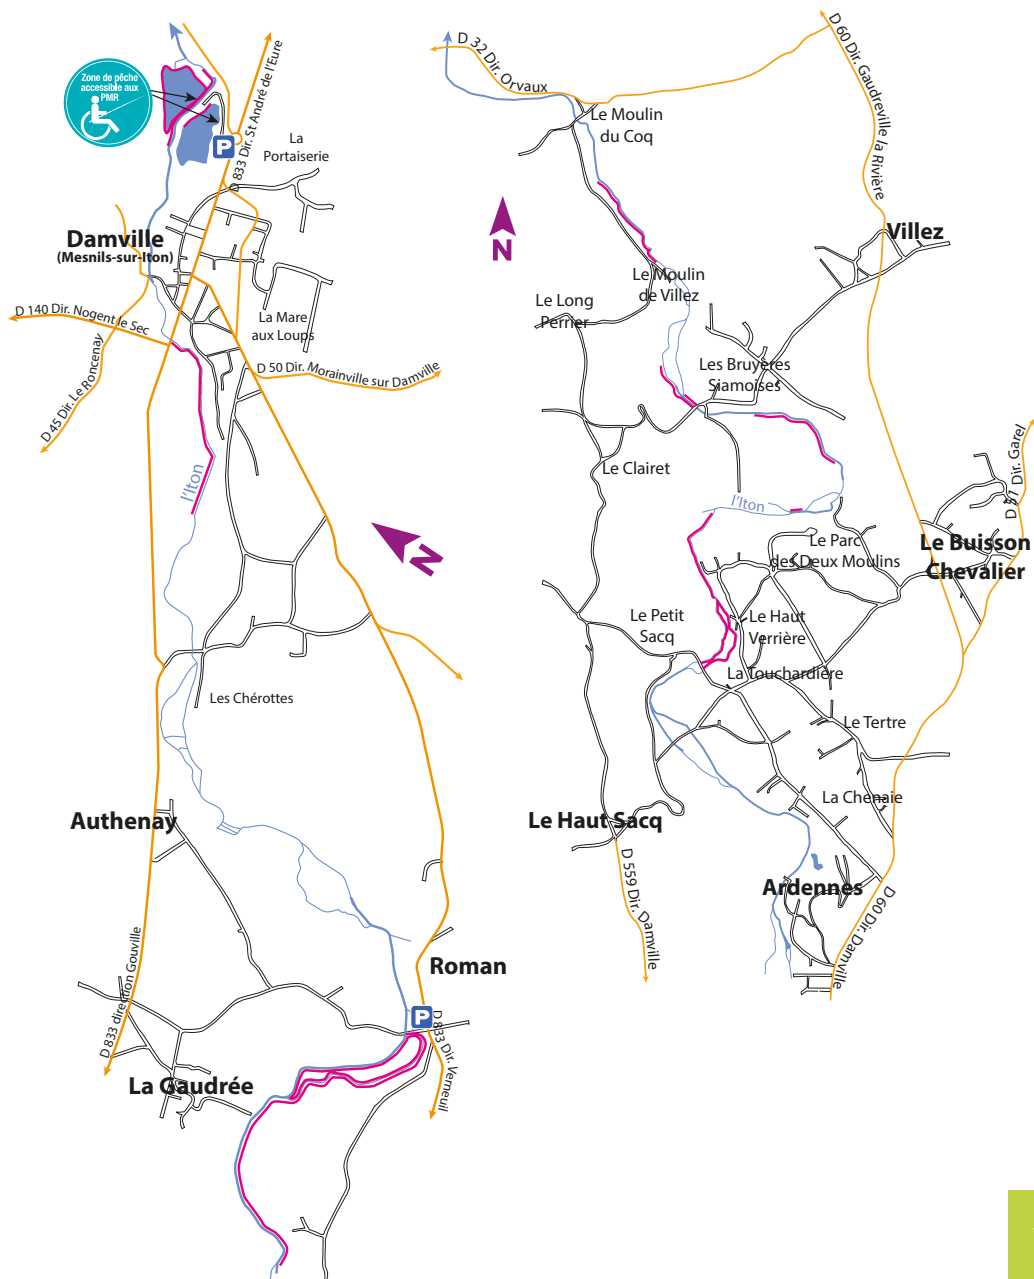 Zone de pêche
accessible aux
PMR
P
D 833 Dir. St André de l'Eure
La
Portaiserie
Damville
(Mesnils-sur-Iton)
D 140 Dir. Nogent le Sec
La Mare
aux Loups
D 45 Dir. Le Roncenay
D 50 Dir. Morainville sur Damville
l'Iton
N
Les Chérottes
Authenay
Roman
P
D 833 direction Gouville
D 833 Dir. Verneuil
La Gaudrée
D 32 Dir. Orvaux
D 60 Dir. Gaudreville la Rivière
Le Moulin
du Coq
N
Villez
Le Moulin
de Villez
Le Long
Perrier
Les Bruyères
Siamoises
Le Clairet
D 51 Dir. Garel
l'Iton
Le Parc
des Deux Moulins
Le Buisson
Chevalier
Le Petit
Sacq
Le Haut
Verrière
La Touchardière
Le Tertre
La Chenaie
Le Haut Sacq
Ardennes
D 559 Dir. Damville
D 60 Dir. Damville